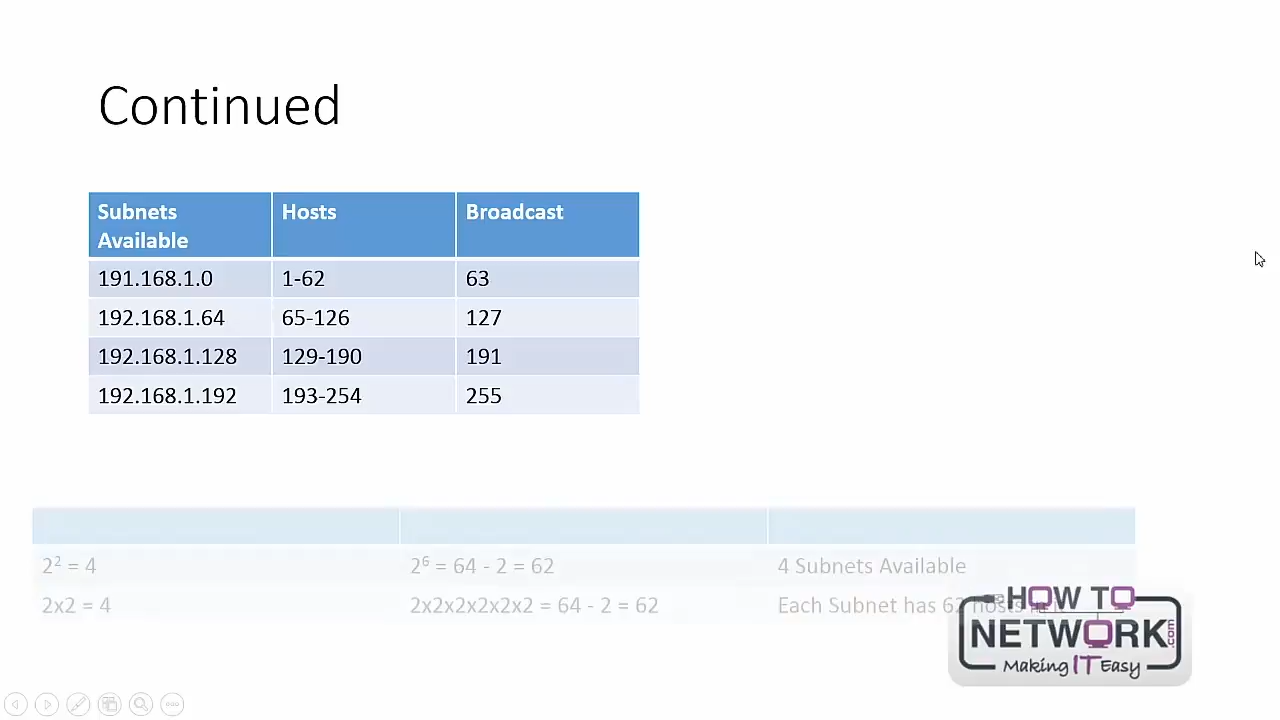 Continued
Subnets Available Hosts Broadcast
191.168.1.0 1-62 63
192.168.1.64 65-126 127
192.168.1.128 129-190 191
192.168.1.192 193-254 255
2² = 4 2⁶ = 64 - 2 = 62 4 Subnets Available
2x2 = 4 2x2x2x2x2x2 = 64 - 2 = 62 Each Subnet has 62 hosts
HOW TO
NETWORK.com
Making IT Easy